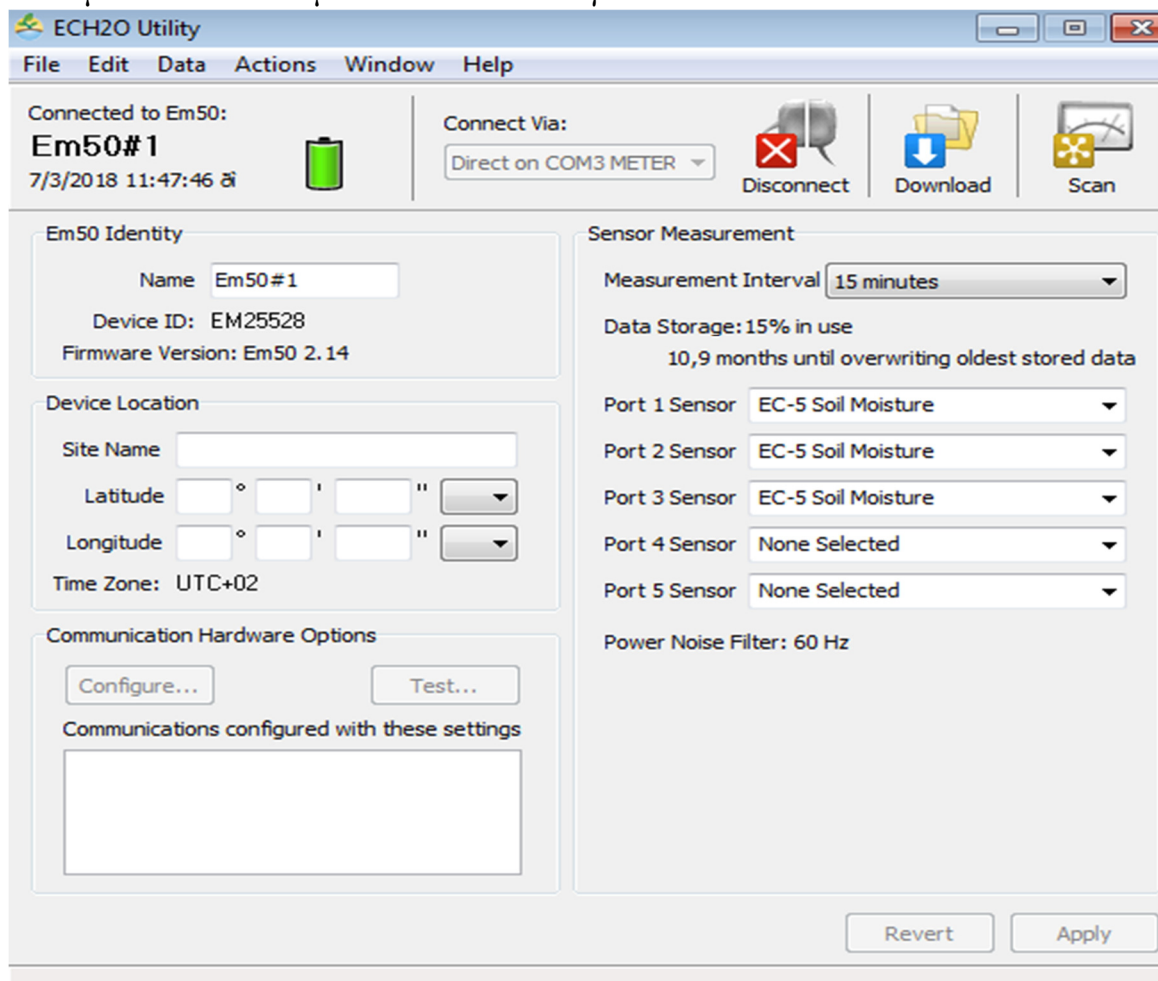 ECH2O Utility
File Edit Data Actions Window Help
Connected to Em50:
Em50#1
7/3/2018 11:47:46
Connect Via:
Direct on COM3 METER
Disconnect
Download
Scan
Em50 Identity
Name Em50#1
Device ID: EM25528
Firmware Version: Em50 2.14
Device Location
Site Name
Latitude ° ' "
Longitude ° ' "
Time Zone: UTC+02
Communication Hardware Options
Configure... Test...
Communications configured with these settings
Sensor Measurement
Measurement Interval 15 minutes
Data Storage: 15% in use
10,9 months until overwriting oldest stored data
Port 1 Sensor EC-5 Soil Moisture
Port 2 Sensor EC-5 Soil Moisture
Port 3 Sensor EC-5 Soil Moisture
Port 4 Sensor None Selected
Port 5 Sensor None Selected
Power Noise Filter: 60 Hz
Revert Apply